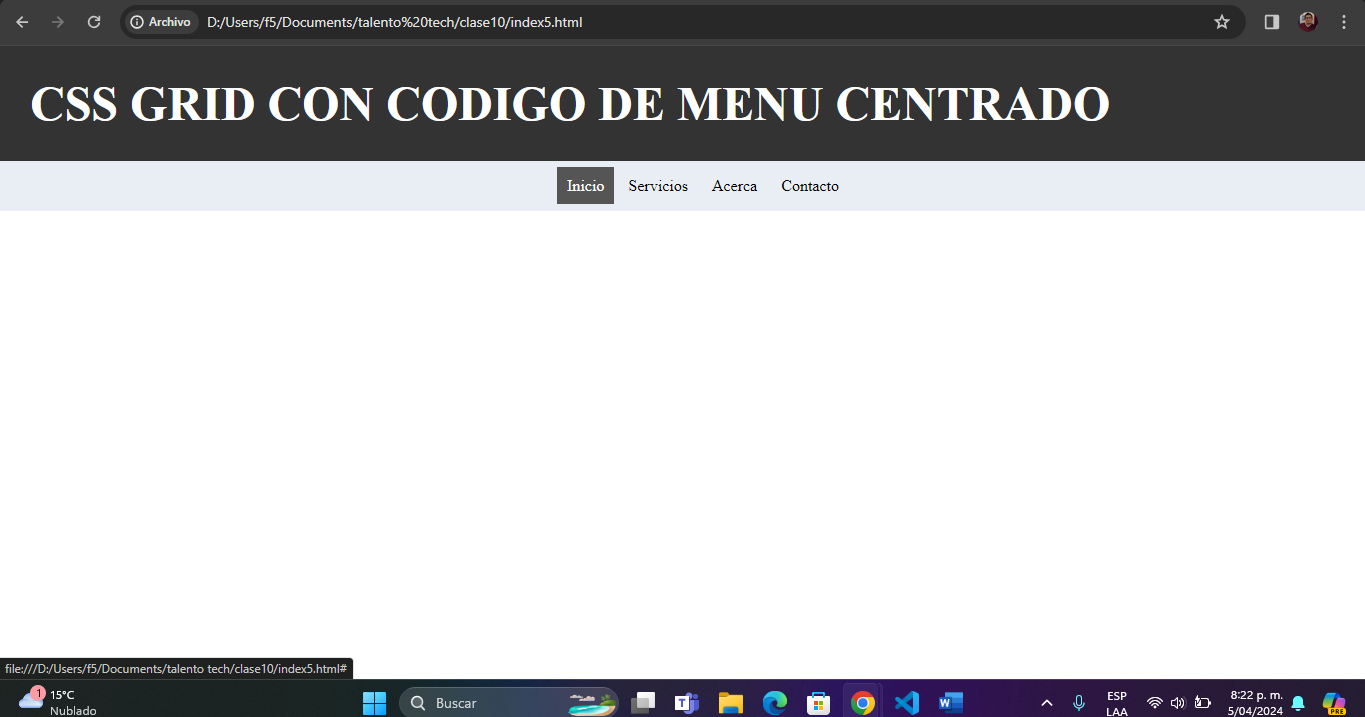 Archivo D:/Users/f5/Documents/talento%20tech/clase10/index5.html
CSS GRID CON CODIGO DE MENU CENTRADO
Inicio Servicios Acerca Contacto
file:///D:/Users/f5/Documents/talento tech/clase10/index5.html#
1 15°C
Nublado
Buscar
T
W
ESP
LAA
8:22 p. m.
5/04/2024
PRE